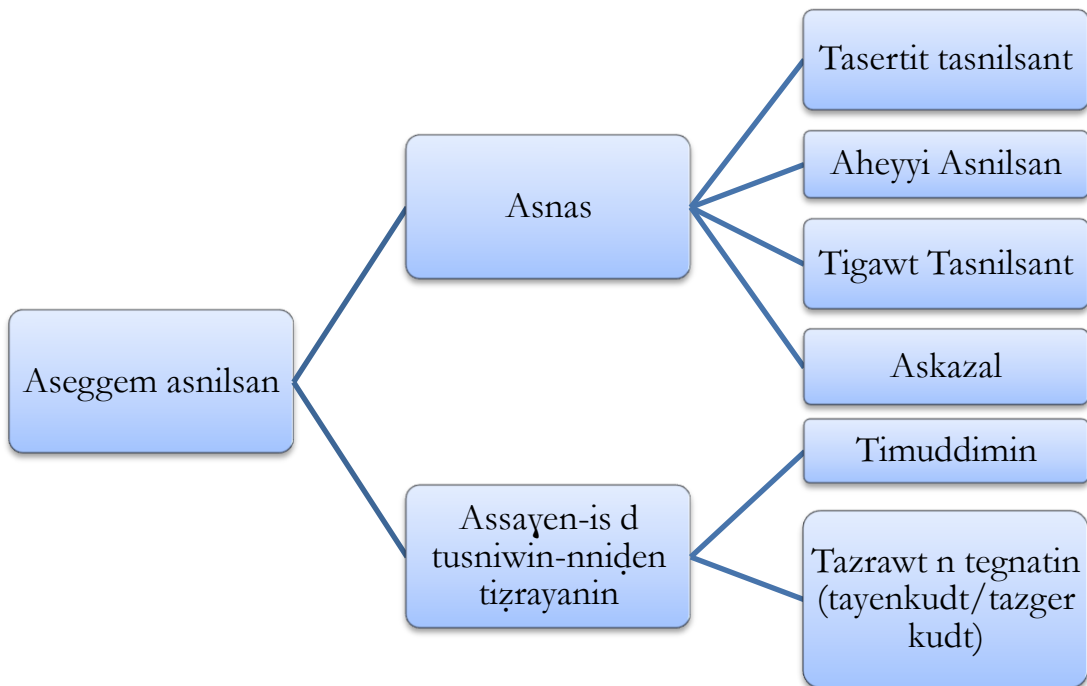 Aseggem asnilsan
Asnas
Tasertit tasnilsant
Aheyyi Asnilsan
Tigawt Tasnilsant
Askazal
Assaɣen-is d
tusniwin-nniḍen
tiẓrayanin
Timuddimin
Tazrawt n tegnatin
(tayenkudt/tazger
kudt)